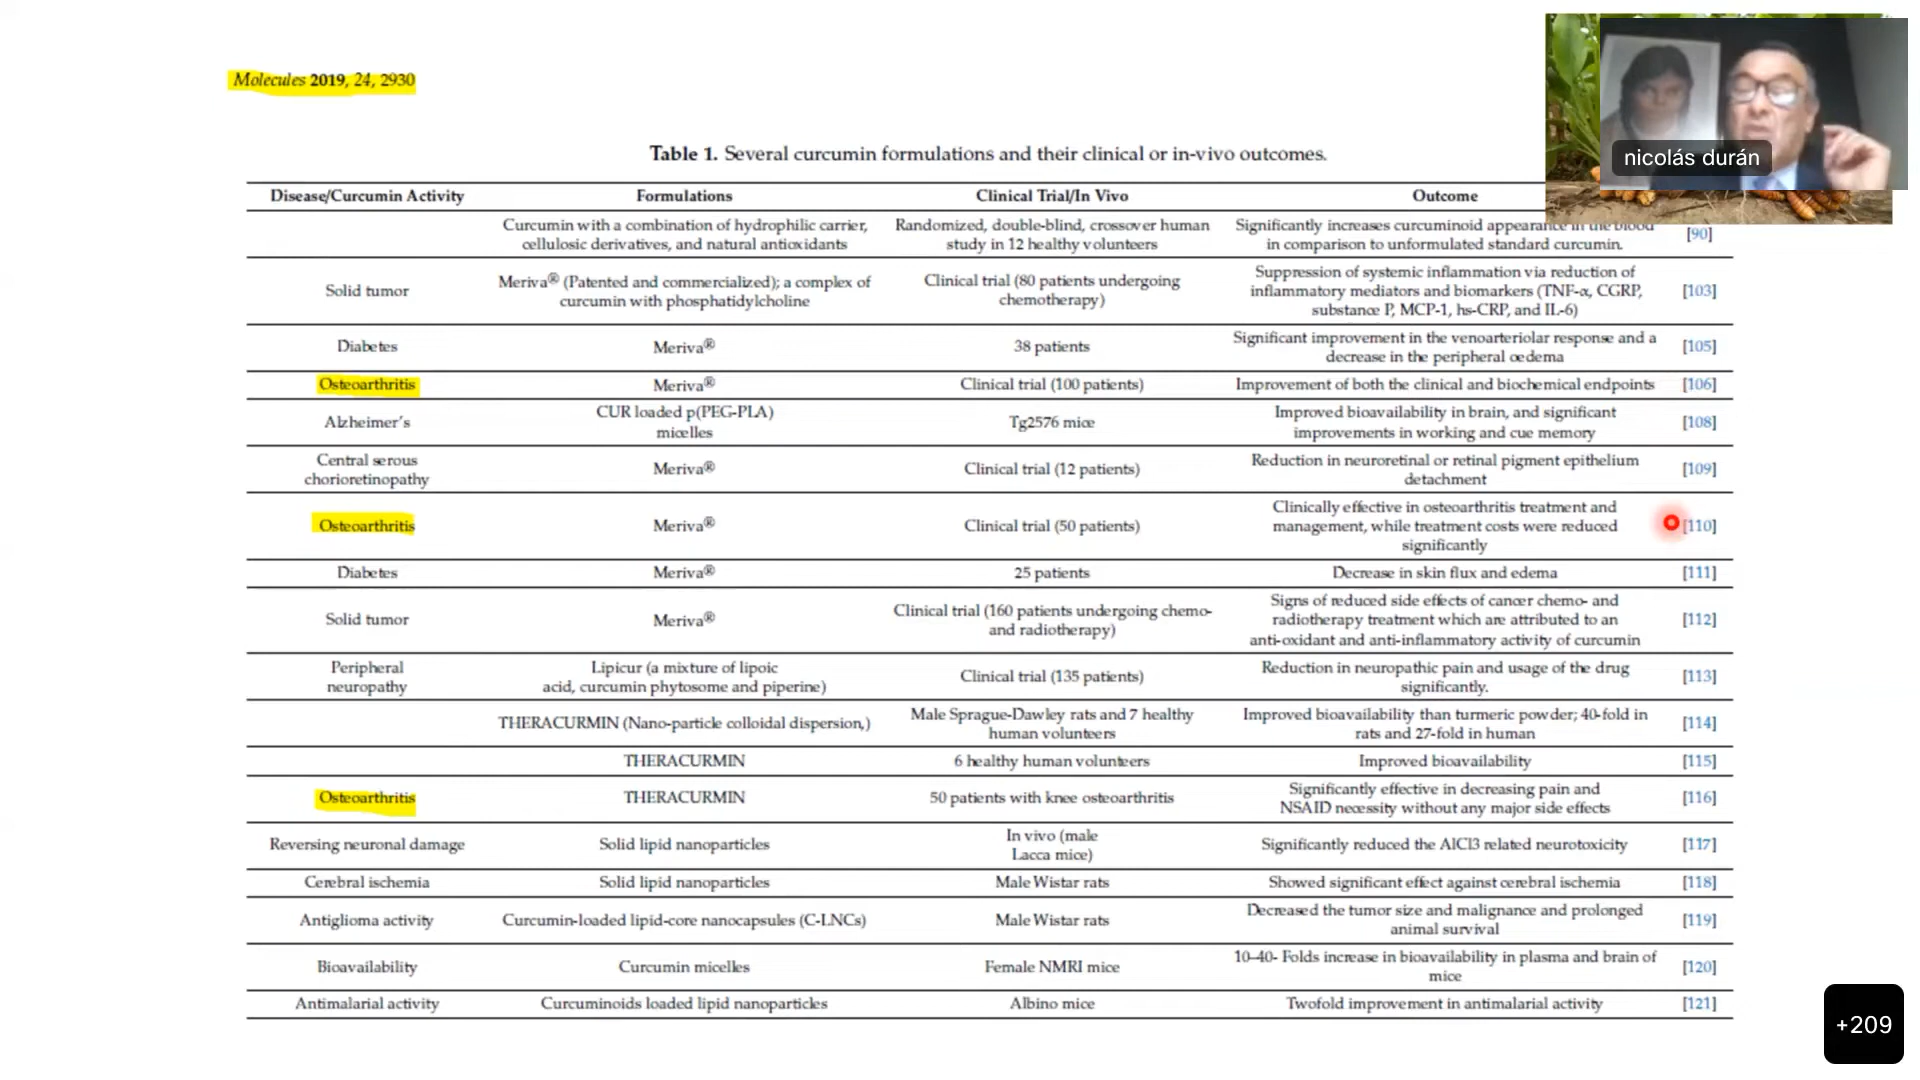 Molecules 2019, 24, 2930
nicolás durán
Table 1. Several curcumin formulations and their clinical or in-vivo outcomes.
Disease/Curcumin Activity Formulations Clinical Trial/In Vivo Outcome
Curcumin with a combination of hydrophilic carrier,
cellulosic derivatives, and natural antioxidants
Randomized, double-blind, crossover human
study in 12 healthy volunteers
Significantly increases curcuminoid appearance in the blood
in comparison to unformulated standard curcumin.
[90]
Solid tumor
Meriva® (Patented and commercialized); a complex of
curcumin with phosphatidylcholine
Clinical trial (80 patients undergoing
chemotherapy)
Suppression of systemic inflammation via reduction of
inflammatory mediators and biomarkers (TNF-α, CGRP,
substance P, MCP-1, hs-CRP, and IL-6)
[103]
Diabetes
Meriva®
38 patients
Significant improvement in the venoarteriolar response and a
decrease in the peripheral œdema
[105]
Osteoarthritis Meriva® Clinical trial (100 patients) Improvement of both the clinical and biochemical endpoints [106]
Alzheimer's
CUR loaded p(PEG-PLA)
micelles
Tg2576 mice
Improved bioavailability in brain, and significant
improvements in working and cue memory
[108]
Central serous
chorioretinopathy
Meriva®
Clinical trial (12 patients)
Reduction in neuroretinal or retinal pigment epithelium
detachment
[109]
Osteoarthritis
Meriva®
Clinical trial (50 patients)
Clinically effective in osteoarthritis treatment and
management, while treatment costs were reduced
significantly
[110]
Diabetes Meriva® 25 patients Decrease in skin flux and edema [111]
Solid tumor
Meriva®
Clinical trial (160 patients undergoing chemo-
and radiotherapy)
Signs of reduced side effects of cancer chemo- and
radiotherapy treatment which are attributed to an
anti-oxidant and anti-inflammatory activity of curcumin
[112]
Peripheral
neuropathy
Lipicur (a mixture of lipoic
acid, curcumin phytosome and piperine)
Clinical trial (135 patients)
Reduction in neuropathic pain and usage of the drug
significantly.
[113]
THERACURMIN (Nano-particle colloidal dispersion,)
Male Sprague-Dawley rats and 7 healthy
human volunteers
Improved bioavailability than turmeric powder; 40-fold in
rats and 27-fold in human
[114]
THERACURMIN 6 healthy human volunteers Improved bioavailability [115]
Osteoarthritis
THERACURMIN
50 patients with knee osteoarthritis
Significantly effective in decreasing pain and
NSAID necessity without any major side effects
[116]
Reversing neuronal damage
Solid lipid nanoparticles
In vivo (male
Lacca mice)
Significantly reduced the AlCl3 related neurotoxicity
[117]
Cerebral ischemia Solid lipid nanoparticles Male Wistar rats Showed significant effect against cerebral ischemia [118]
Antiglioma activity
Curcumin-loaded lipid-core nanocapsules (C-LNCs)
Male Wistar rats
Decreased the tumor size and malignance and prolonged
animal survival
[119]
Bioavailability
Curcumin micelles
Female NMRI mice
10–40- Folds increase in bioavailability in plasma and brain of
mice
[120]
Antimalarial activity Curcuminoids loaded lipid nanoparticles Albino mice Twofold improvement in antimalarial activity [121]
+209